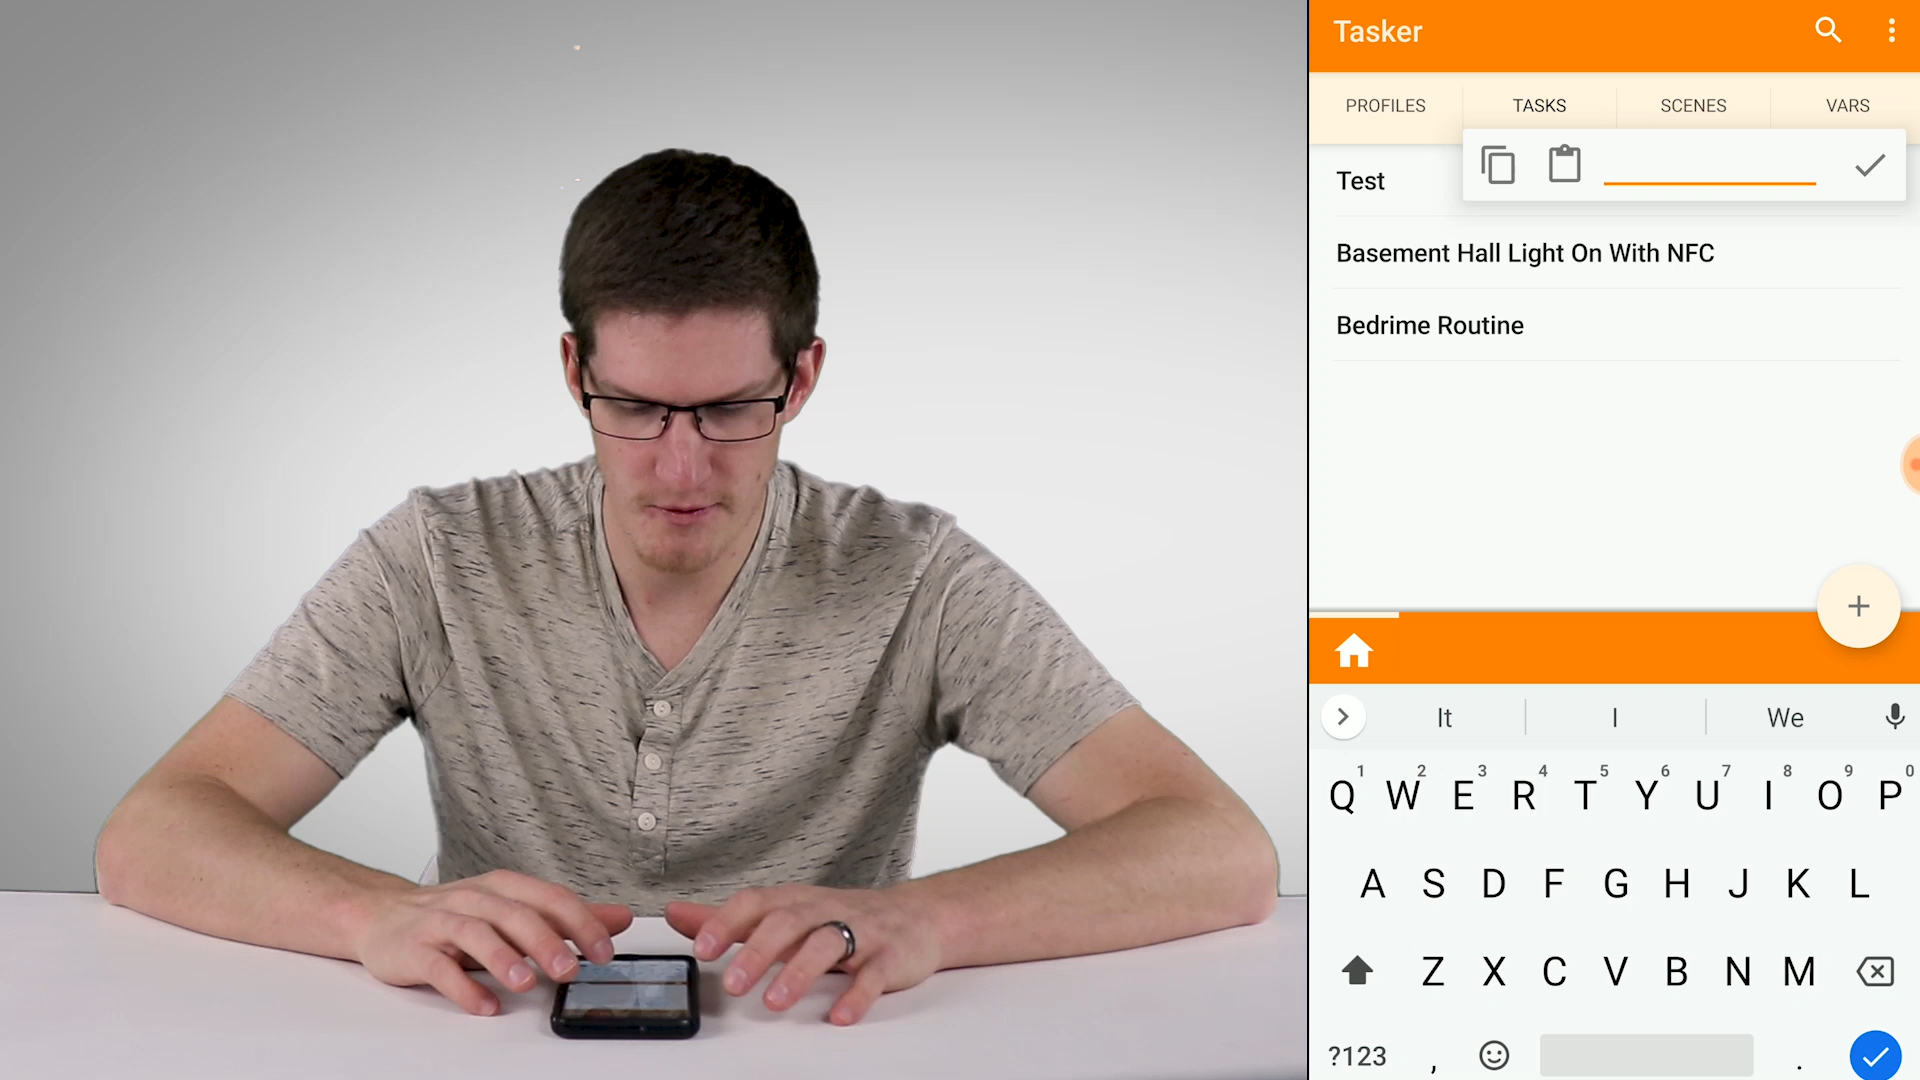 Tasker
PROFILES TASKS SCENES VARS
Test
Basement Hall Light On With NFC
Bedrime Routine
It I We
1 2 3 4 5 6 7 8 9 0
Q W E R T Y U I O P
A S D F G H J K L
Z X C V B N M
?123 , .